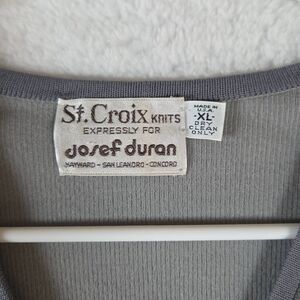 St. Croix KNITS
EXPRESSLY FOR
Josef duran
HAYWARD - SAN LEANDRO - CONCORD
MADE IN
U.S.A.
-XL-
DRY
CLEAN
ONLY